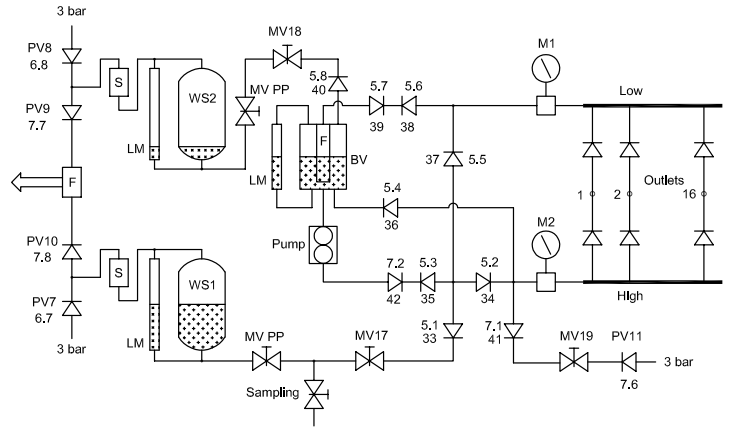 3 bar
PV8
6.8
S
PV9
7.7
F
PV10
7.8
S
PV7
6.7
3 bar
LM
WS2
MV PP
MV18
5.8
40
LM
F
BV
Pump
5.7
39
5.6
38
37
5.5
5.4
36
7.2
42
5.3
35
5.2
34
5.1
33
7.1
41
M1
Low
1
2
Outlets
16
M2
HIgh
LM
WS1
MV PP
MV17
Sampling
MV19
PV11
7.6
3 bar